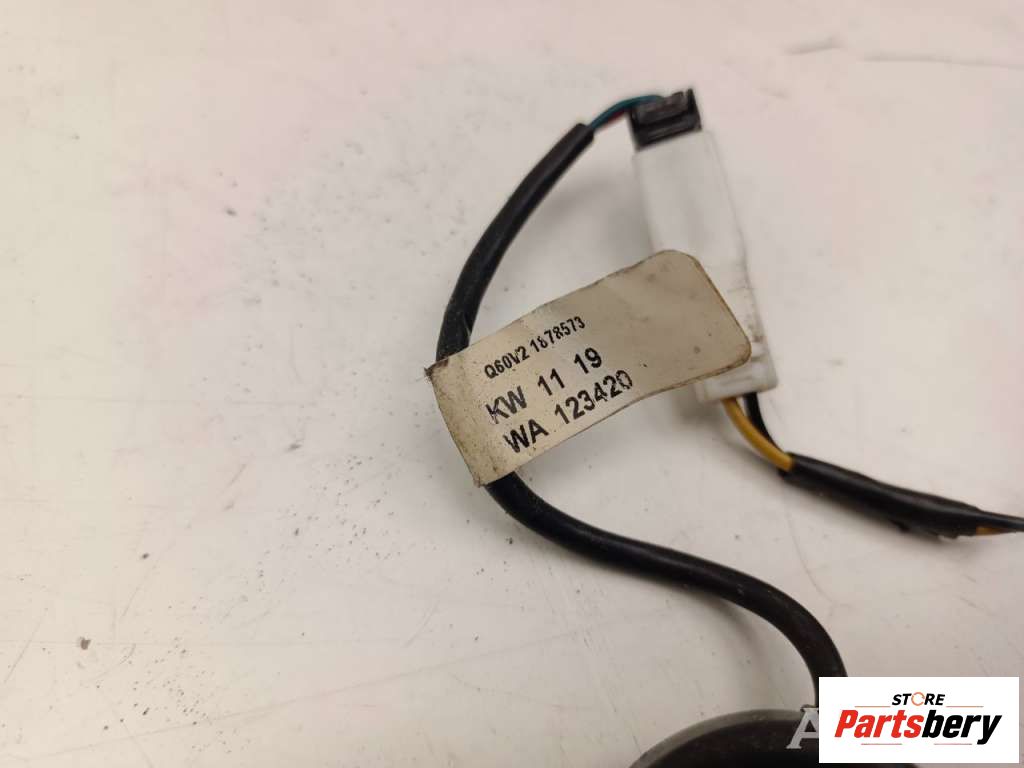 Q60V2 1878573
KW 11 19
WA 123420
STORE
Partsbery
A